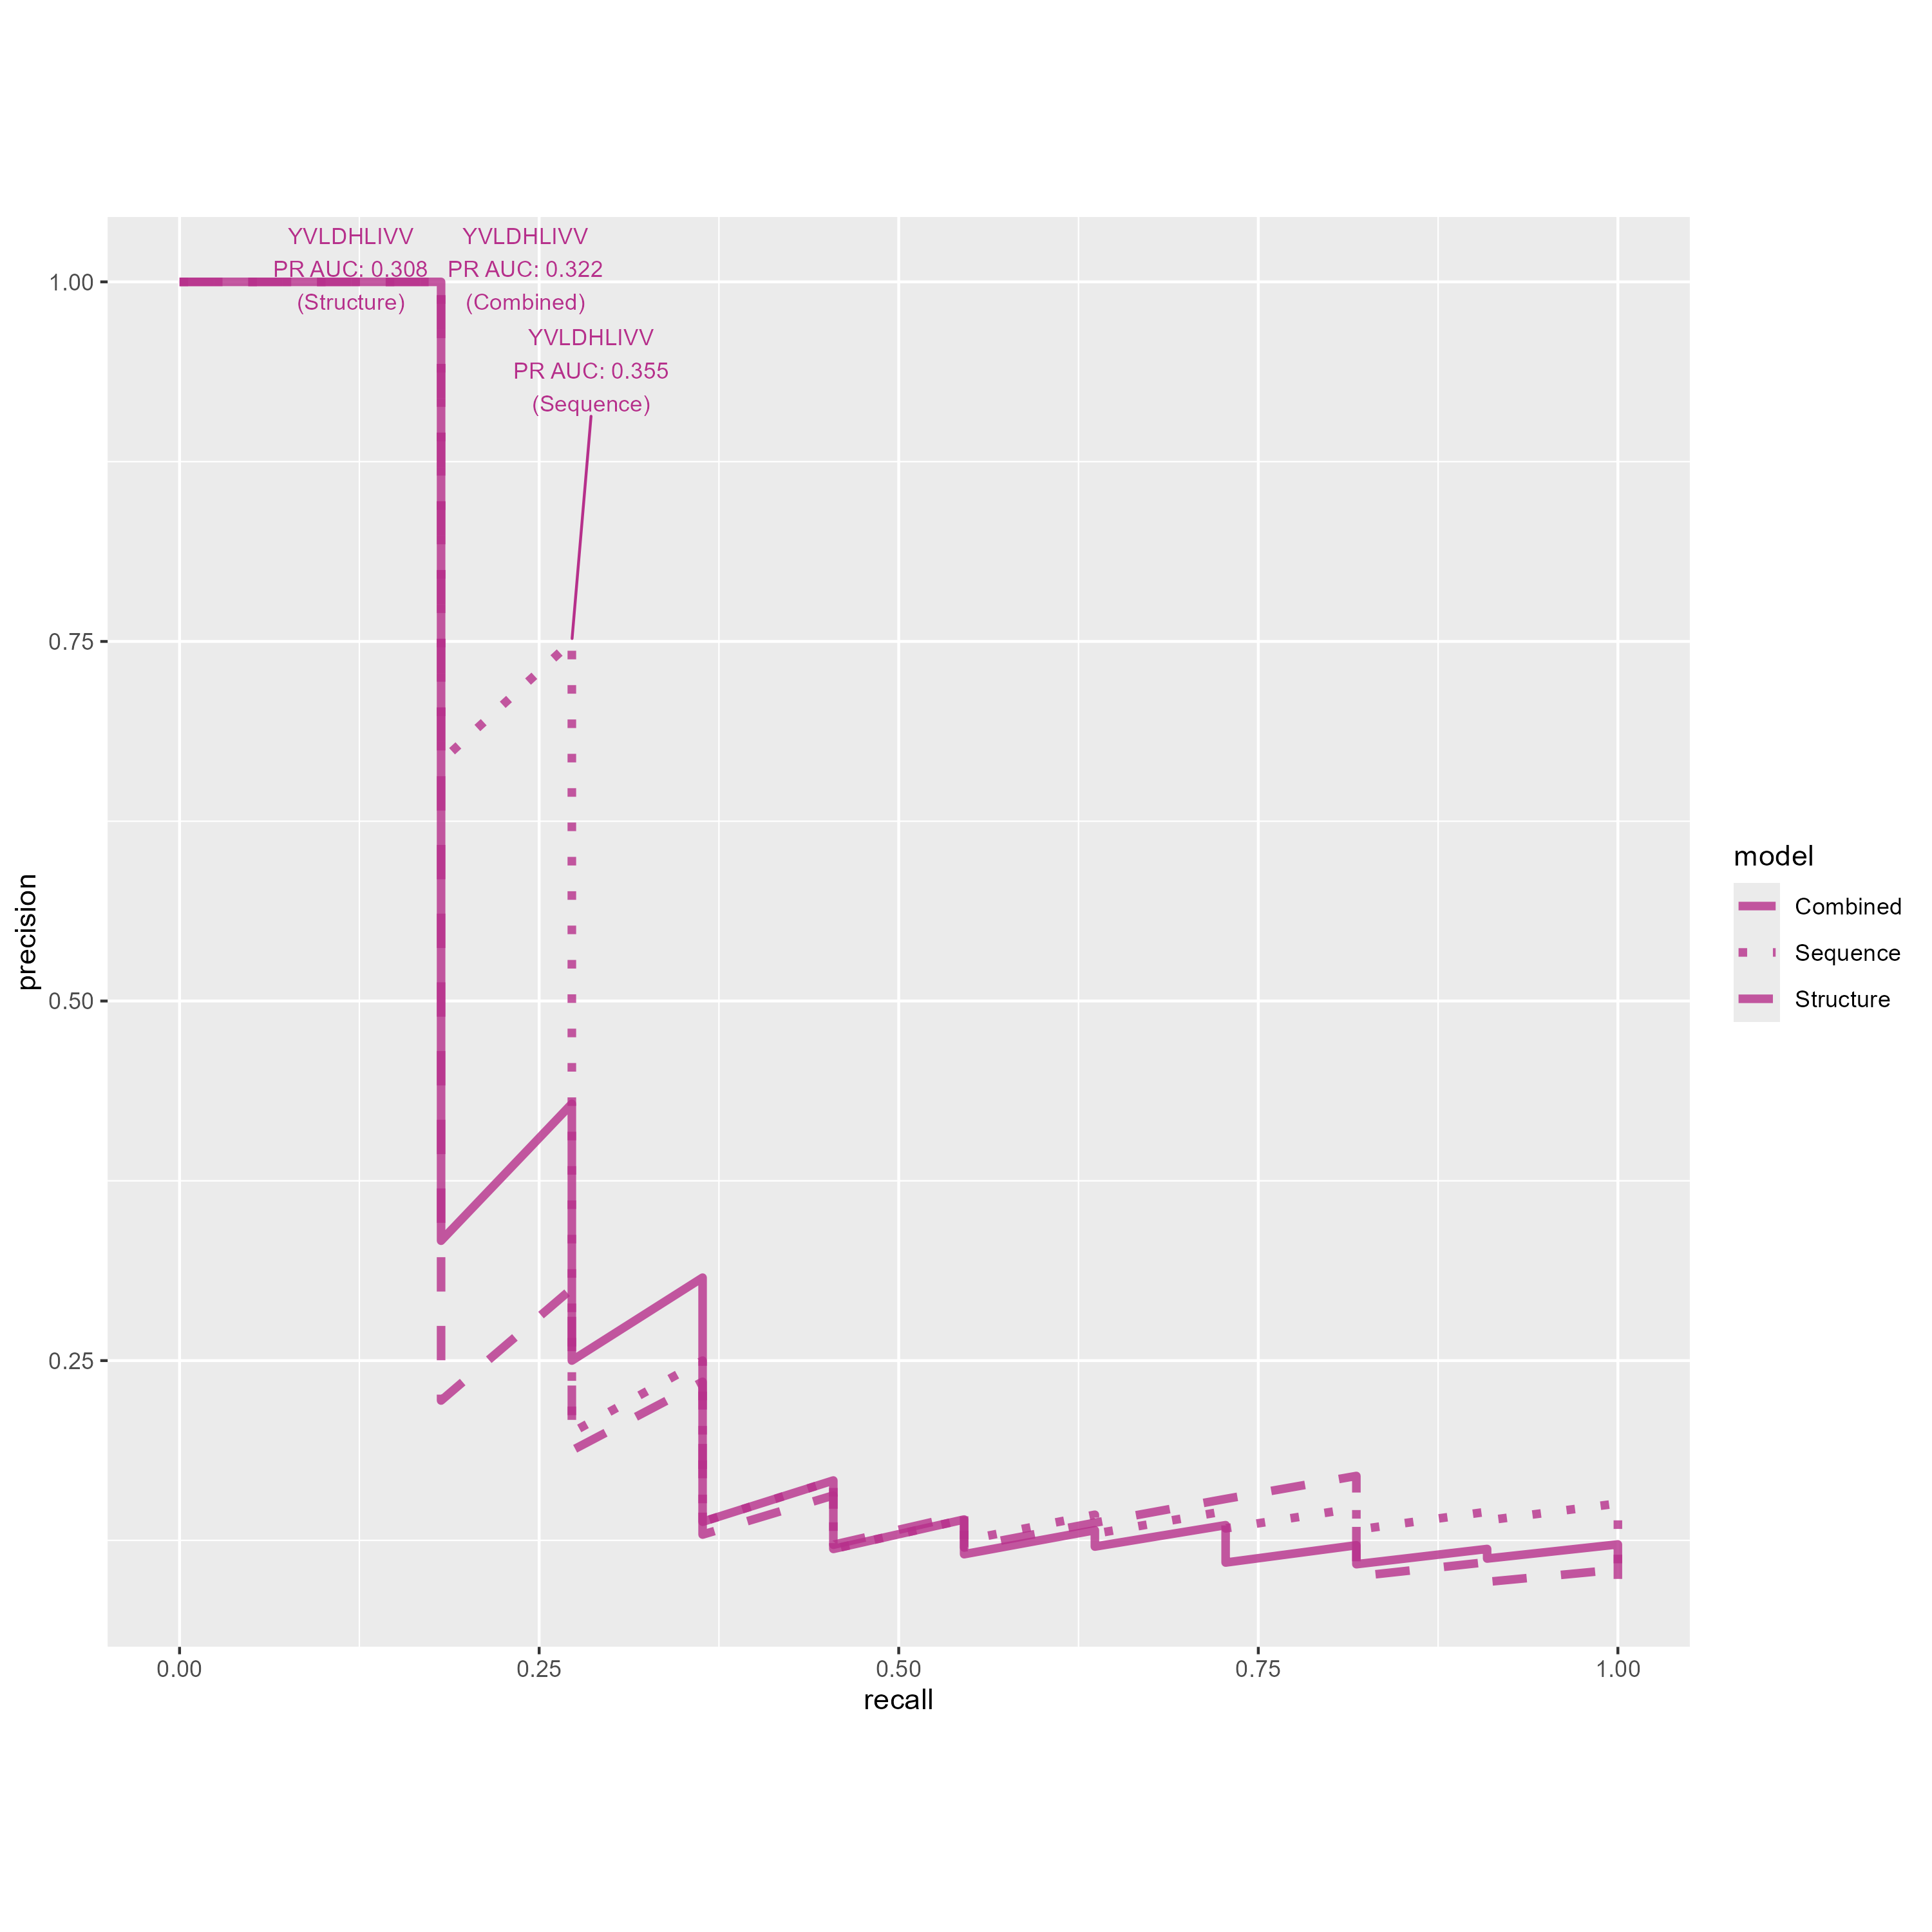 YVLDHLIVV
PR AUC: 0.308
(Structure)
YVLDHLIVV
PR AUC: 0.322
(Combined)
YVLDHLIVV
PR AUC: 0.355
(Sequence)
1.00
0.75
0.50
0.25
precision
0.00
0.25
0.50
0.75
1.00
recall
model
Combined
Sequence
Structure